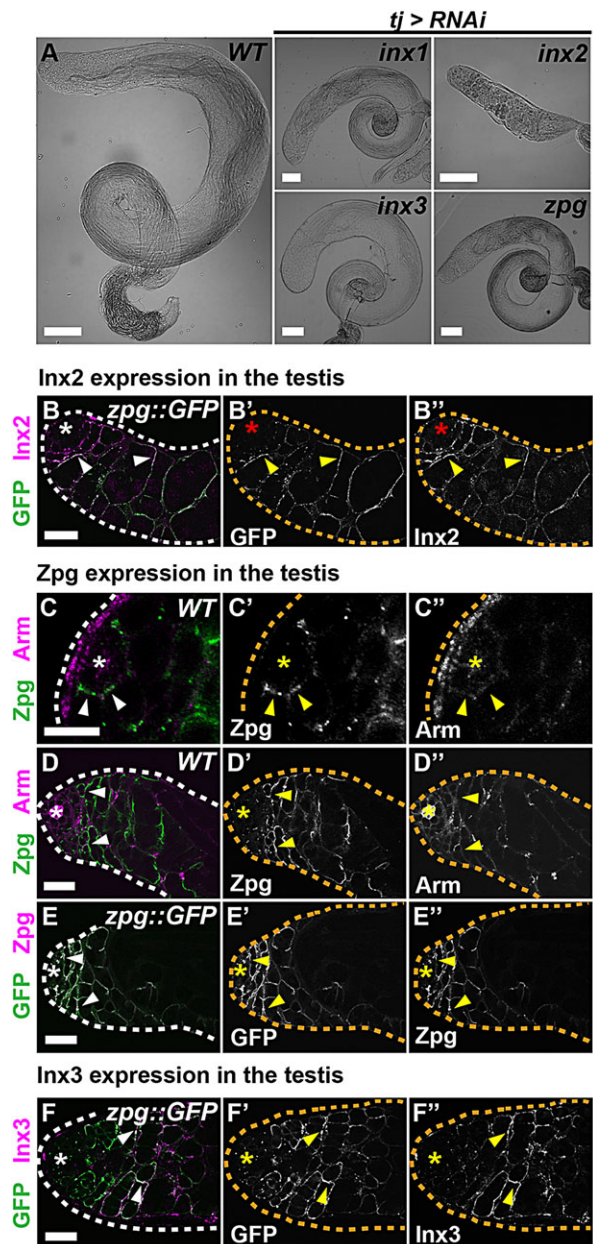 tj > RNAi
A WT inx1 inx2
inx3 zpg
Inx2 expression in the testis
GFP Inx2
B zpg::GFP B' B''
* * *
GFP Inx2
Zpg expression in the testis
Zpg Arm
C WT C' C''
* * *
Zpg Arm
Zpg Arm
D WT D' D''
* * *
Zpg Arm
GFP Zpg
E zpg::GFP E' E''
* * *
GFP Zpg
Inx3 expression in the testis
GFP Inx3
F zpg::GFP F' F''
* * *
GFP Inx3